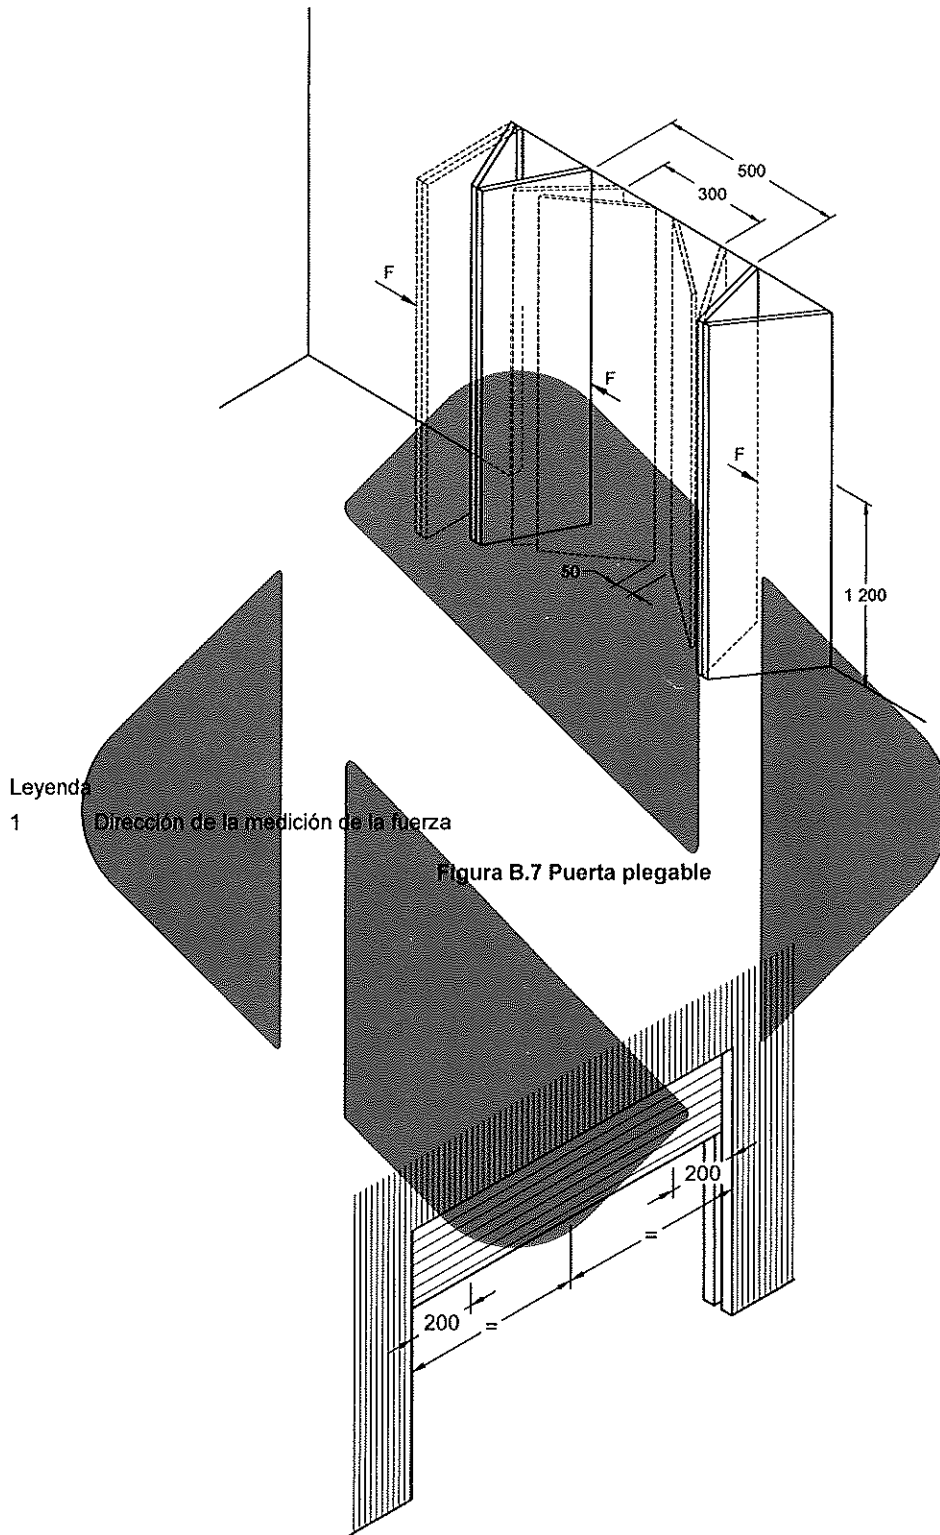 500
300
F
F
F
50
1 200
Leyenda
1 Dirección de la medición de la fuerza
Figura B.7 Puerta plegable
200
=
200
=